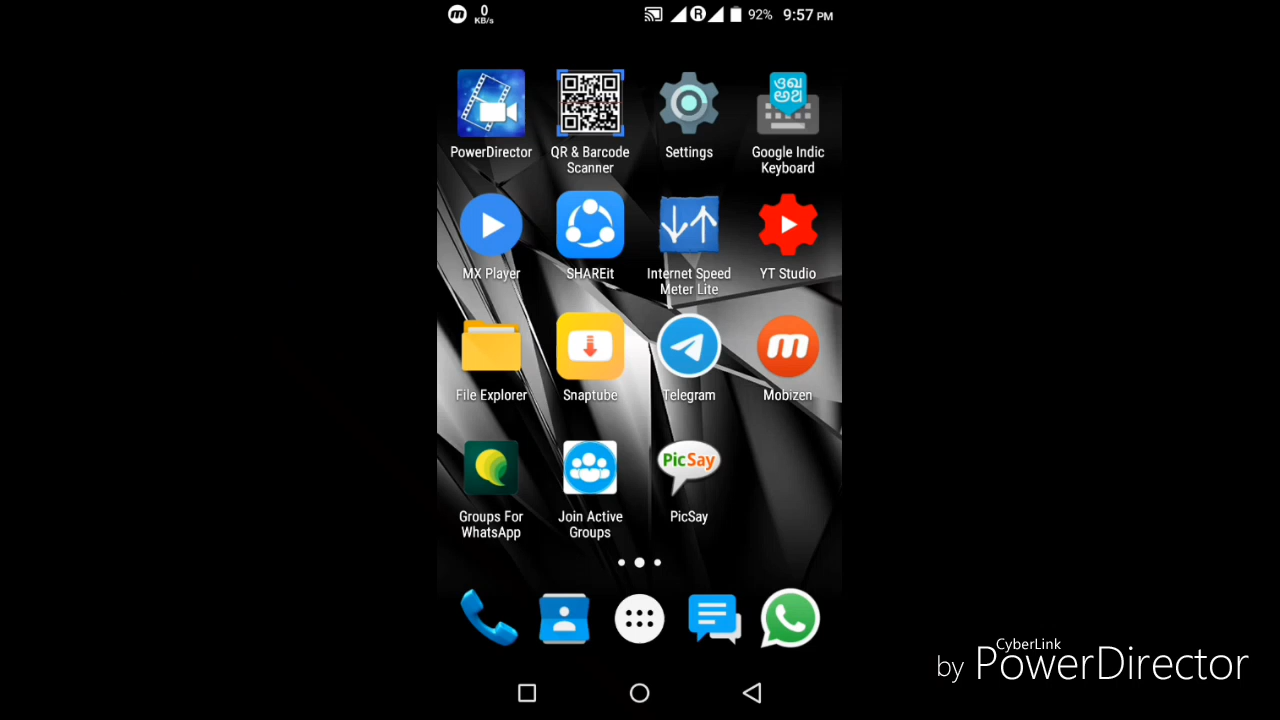 0
KB/s
R
92%
9:57 PM
PowerDirector
QR & Barcode
Scanner
Settings
ଓଖ
അഇ
Google Indic
Keyboard
MX Player
SHAREit
Internet Speed
Meter Lite
YT Studio
File Explorer
Snaptube
Telegram
m
Mobizen
Groups For
WhatsApp
Join Active
Groups
PicSay
PicSay
CyberLink
by PowerDirector